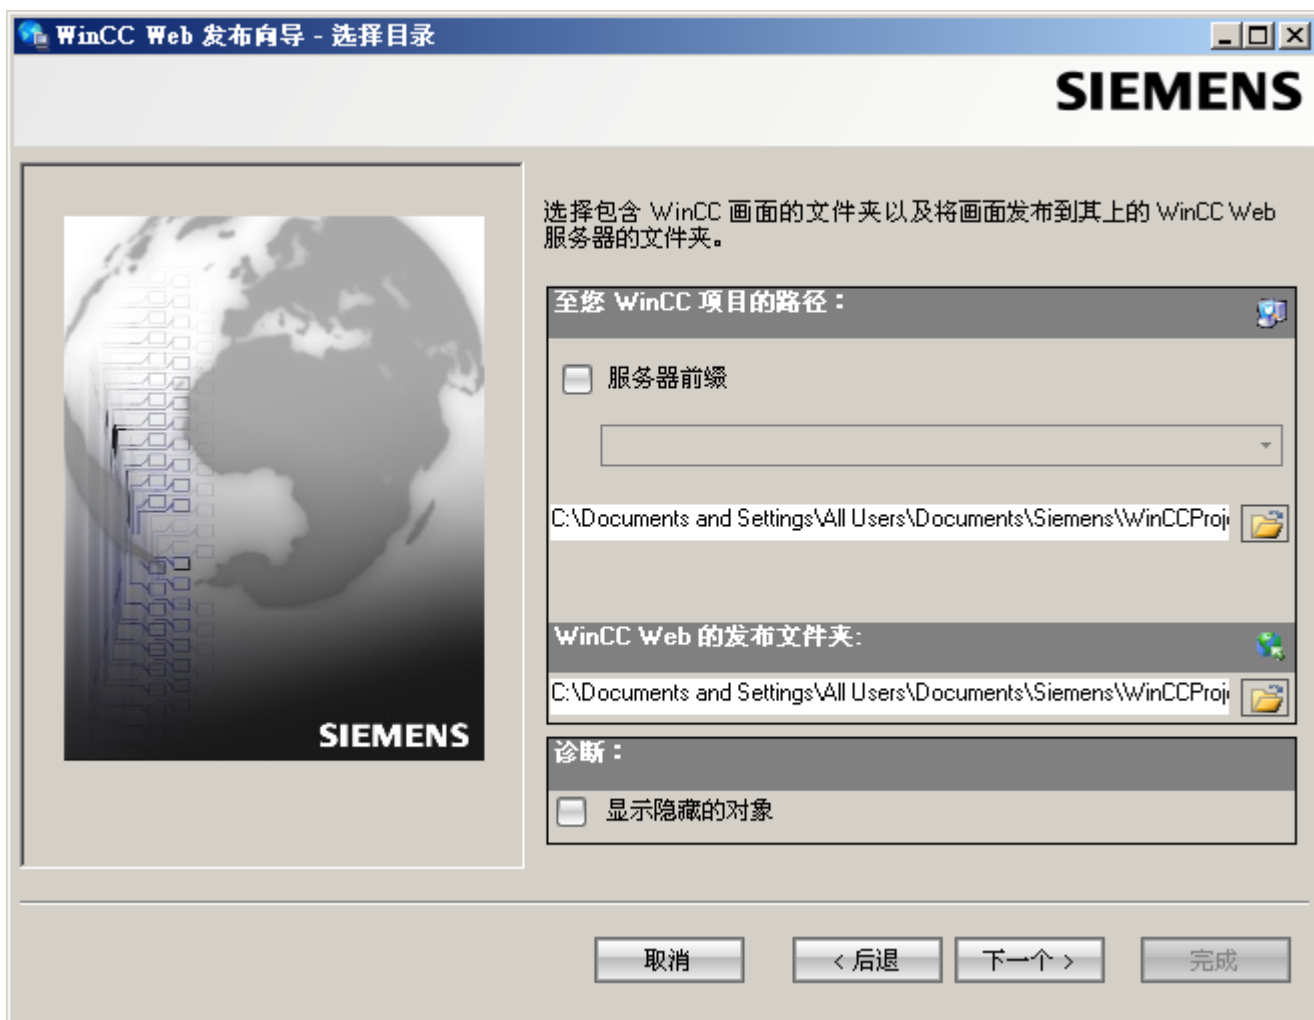 WinCC Web 发布向导 - 选择目录
SIEMENS
选择包含 WinCC 画面的文件夹以及将画面发布到其上的 WinCC Web
服务器的文件夹。
至您 WinCC 项目的路径：
服务器前缀
C:\Documents and Settings\All Users\Documents\Siemens\WinCCProj
WinCC Web 的发布文件夹:
C:\Documents and Settings\All Users\Documents\Siemens\WinCCProj
SIEMENS
诊断：
显示隐藏的对象
取消
< 后退
下一个 >
完成